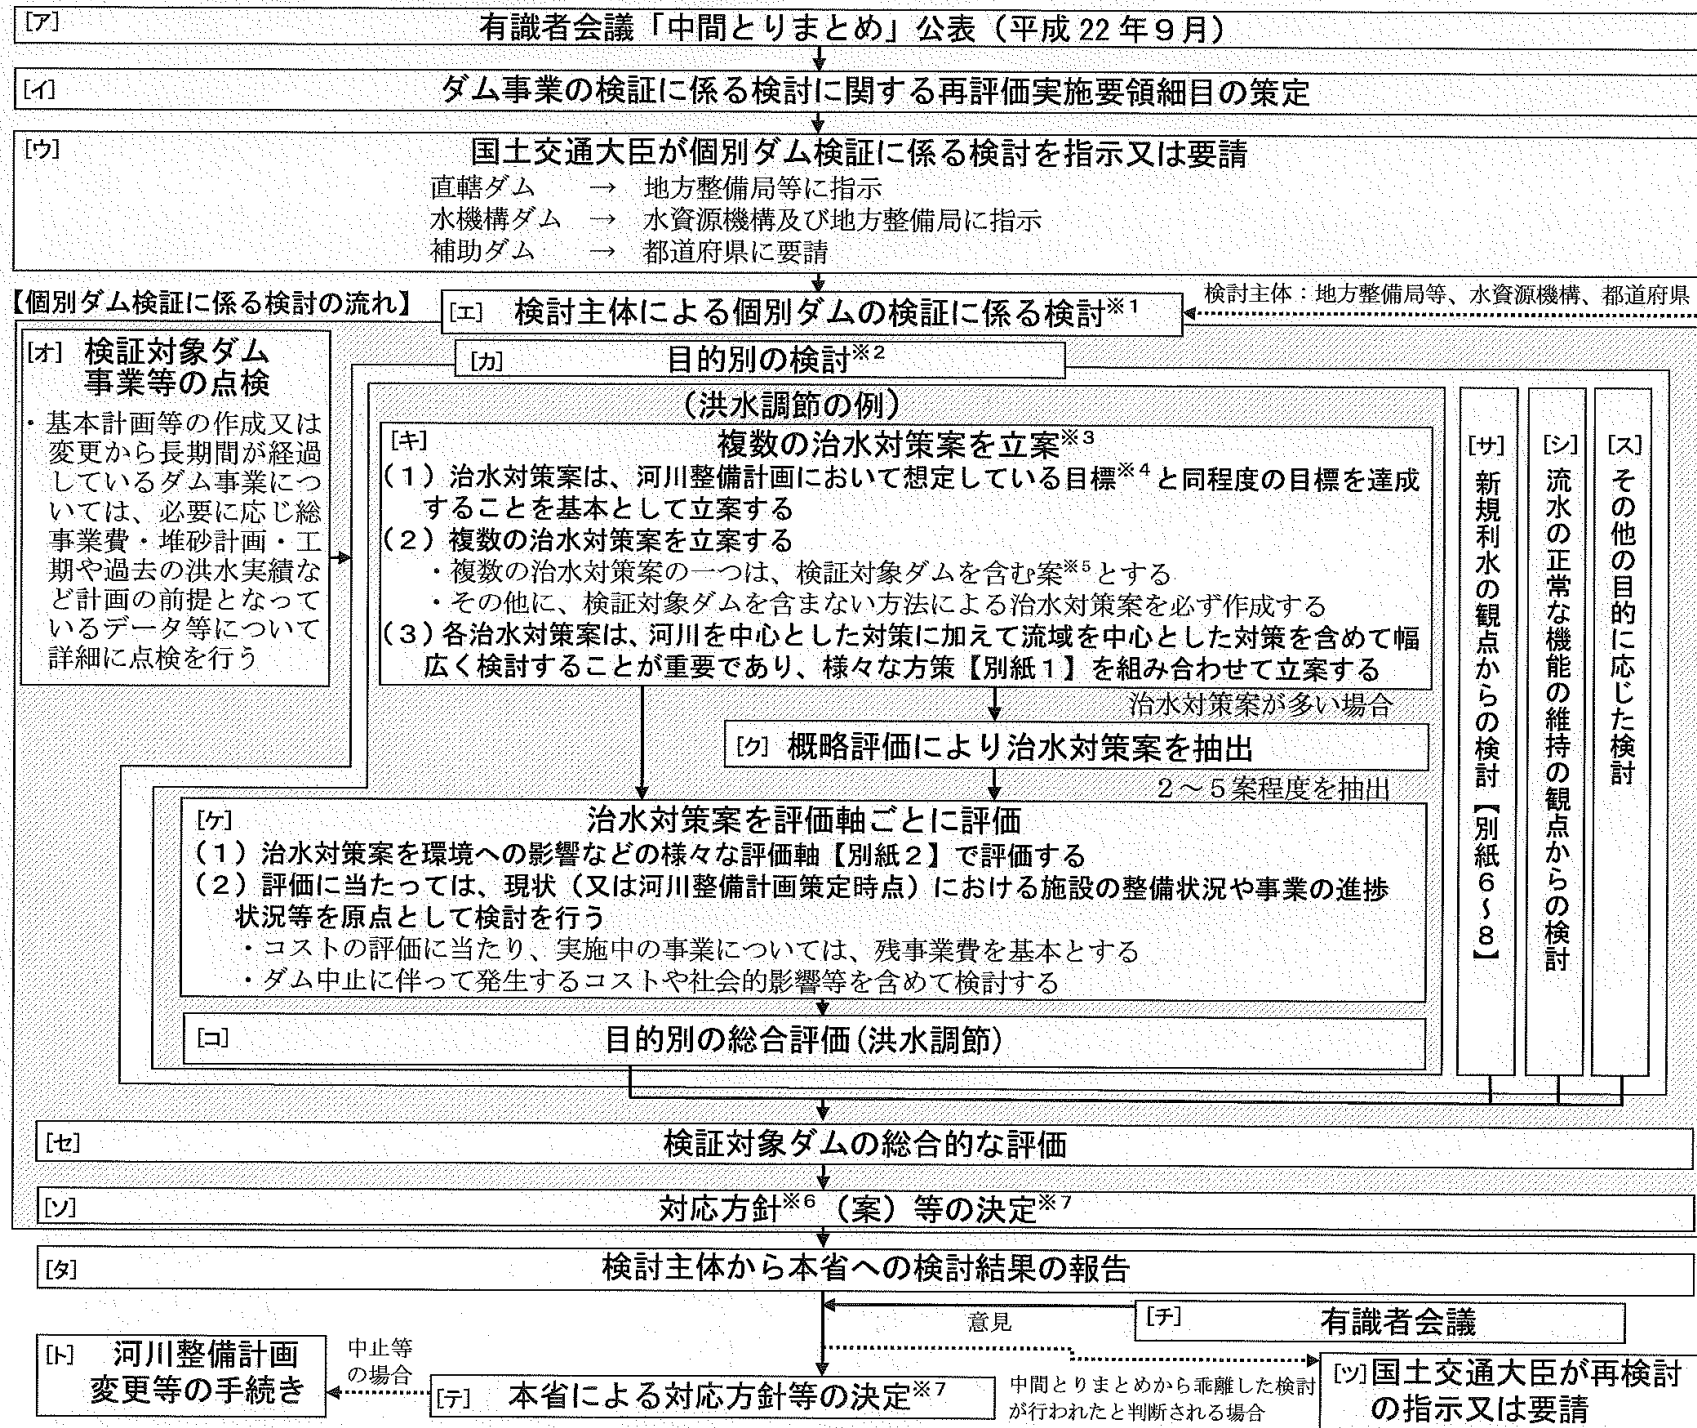 [ア] 有識者会議「中間とりまとめ」公表（平成22年９月）
[イ] ダム事業の検証に係る検討に関する再評価実施要領細目の策定
[ウ] 国土交通大臣が個別ダム検証に係る検討を指示又は要請
直轄ダム → 地方整備局等に指示
水機構ダム → 水資源機構及び地方整備局に指示
補助ダム → 都道府県に要請
【個別ダム検証に係る検討の流れ】
[エ] 検討主体による個別ダムの検証に係る検討※1
検討主体：地方整備局等、水資源機構、都道府県
[オ] 検証対象ダム
事業等の点検
・基本計画等の作成又は
変更から長期間が経過
しているダム事業につ
いては、必要に応じ総
事業費・堆砂計画・工
期や過去の洪水実績な
ど計画の前提となって
いるデータ等について
詳細に点検を行う
[カ] 目的別の検討※2
（洪水調節の例）
[キ] 複数の治水対策案を立案※3
（１）治水対策案は、河川整備計画において想定している目標※4と同程度の目標を達成
することを基本として立案する
（２）複数の治水対策案を立案する
・複数の治水対策案の一つは、検証対象ダムを含む案※5とする
・その他に、検証対象ダムを含まない方法による治水対策案を必ず作成する
（３）各治水対策案は、河川を中心とした対策に加えて流域を中心とした対策を含めて幅
広く検討することが重要であり、様々な方策【別紙１】を組み合わせて立案する
治水対策案が多い場合
[ク] 概略評価により治水対策案を抽出
２～５案程度を抽出
[ケ] 治水対策案を評価軸ごとに評価
（１）治水対策案を環境への影響などの様々な評価軸【別紙２】で評価する
（２）評価に当たっては、現状（又は河川整備計画策定時点）における施設の整備状況や事業の進捗
状況等を原点として検討を行う
・コストの評価に当たり、実施中の事業については、残事業費を基本とする
・ダム中止に伴って発生するコストや社会的影響等を含めて検討する
[コ] 目的別の総合評価（洪水調節）
[サ] 新規利水の観点からの検討【別紙６～８】
[シ] 流水の正常な機能の維持の観点からの検討
[ス] その他の目的に応じた検討
[セ] 検証対象ダムの総合的な評価
[ソ] 対応方針※6（案）等の決定※7
[タ] 検討主体から本省への検討結果の報告
意見
[チ] 有識者会議
[ト] 河川整備計画
変更等の手続き
中止等
の場合
[テ] 本省による対応方針等の決定※7
中間とりまとめから乖離した検討
が行われたと判断される場合
[ツ] 国土交通大臣が再検討
の指示又は要請